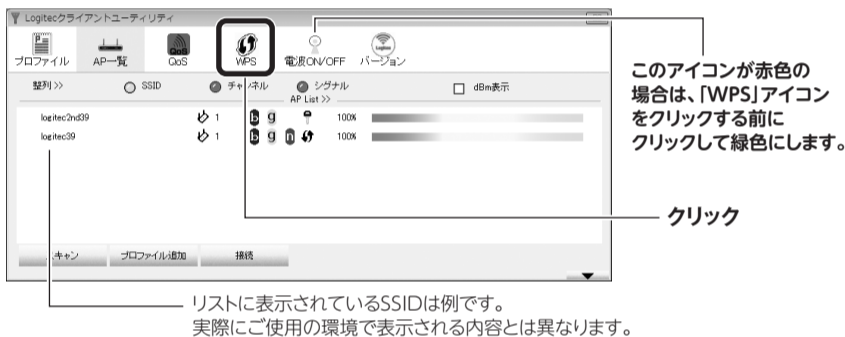 Logitecクライアントユーティリティ
プロファイル AP一覧 QoS WPS 電波ON/OFF バージョン
整列>> SSID チャンネル シグナル dBm表示
AP List >>
logitec2nd39 1 b g 100%
logitec39 1 b g n 100%
プロファイル追加 接続
このアイコンが赤色の
場合は、「WPS」アイコン
をクリックする前に
クリックして緑色にします。
クリック
リストに表示されているSSIDは例です。
実際にご使用の環境で表示される内容とは異なります。